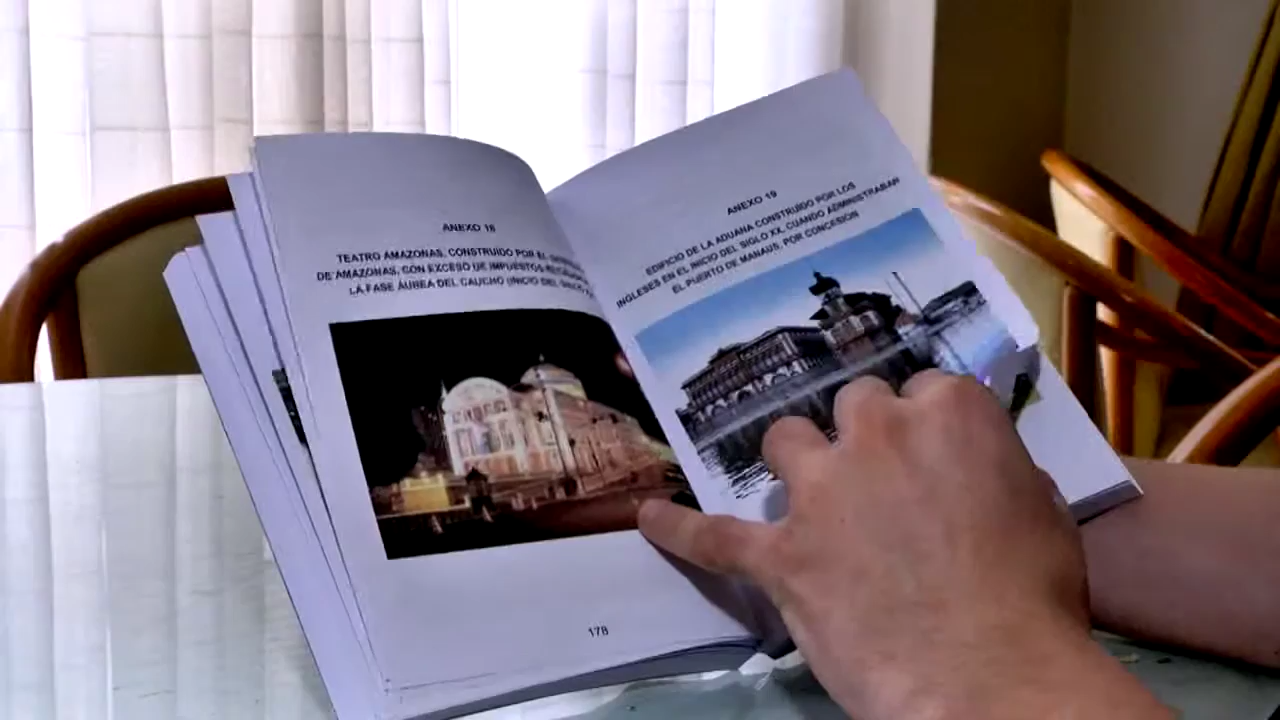 ANEXO 18
TEATRO AMAZONAS, CONSTRUIDO POR EL
DE AMAZONAS, CON EXCESO DE IMPUESTOS
LA FASE ÁUREA DEL CAUCHO (INICIO DEL
178
ANEXO 19
EDIFICIO DE LA ADUANA CONSTRUIDO POR LOS
INGLESES EN EL INICIO DEL SIGLO XX, CUANDO ADMINISTRABAN
EL PUERTO DE MANAUS, POR CONCESIÓN